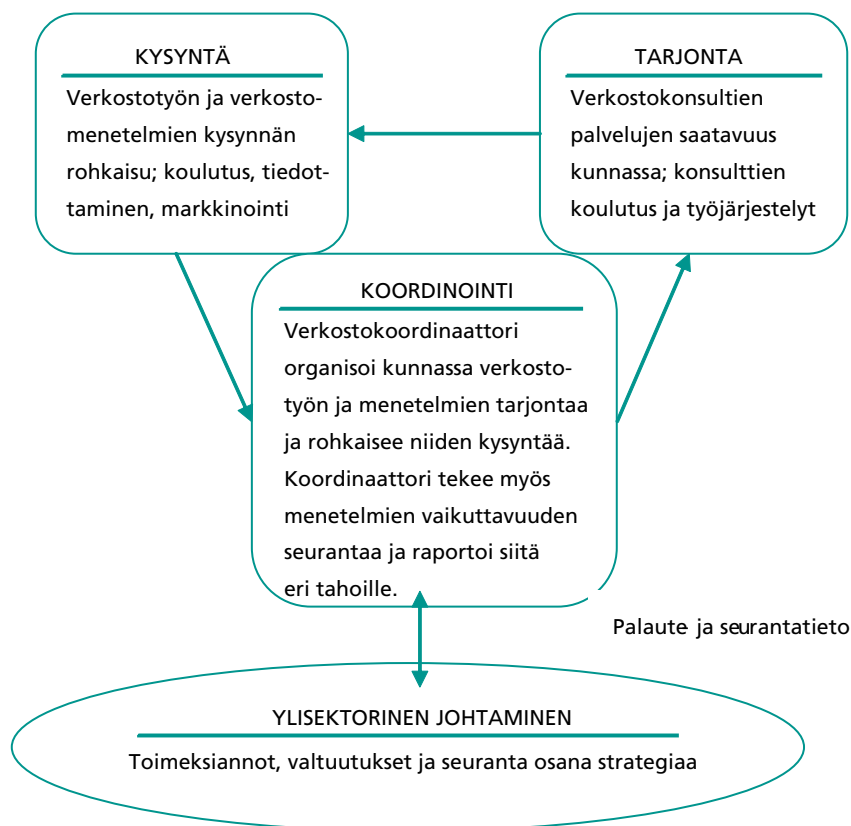 KYSYNTÄ
Verkostotyön ja verkosto-
menetelmien kysynnän
rohkaisu; koulutus, tiedot-
taminen, markkinointi
TARJONTA
Verkostokonsultien
palvelujen saatavuus
kunnassa; konsulttien
koulutus ja työjärjestelyt
KOORDINOINTI
Verkostokoordinaattori
organisoi kunnassa verkosto-
työn ja menetelmien tarjontaa
ja rohkaisee niiden kysyntää.
Koordinaattori tekee myös
menetelmien vaikuttavuuden
seurantaa ja raportoi siitä
eri tahoille.
Palaute ja seurantatieto
YLISEKTORINEN JOHTAMINEN
Toimeksiannot, valtuutukset ja seuranta osana strategiaa